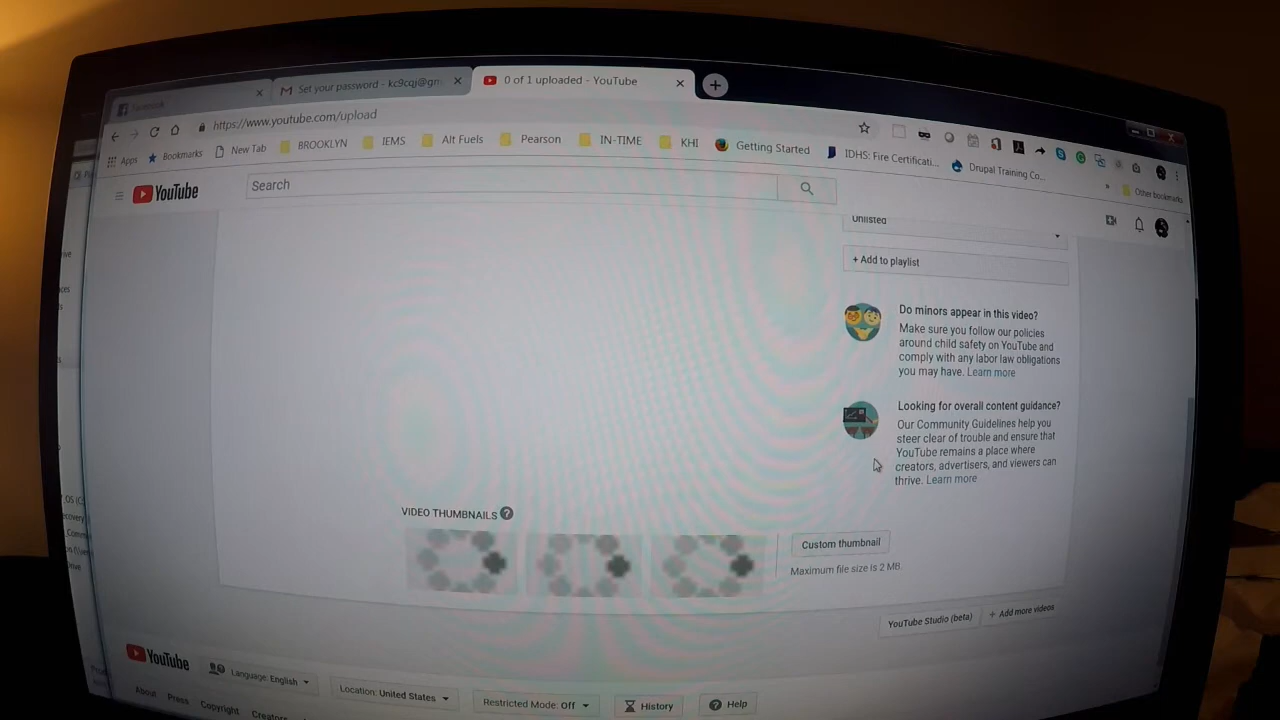 Facebook
Set your password - kc9cqj@gm
0 of 1 uploaded - YouTube
https://www.youtube.com/upload
Apps
Bookmarks
New Tab
BROOKLYN
IEMS
Alt Fuels
Pearson
IN-TIME
KHI
Getting Started
IDHS: Fire Certificati...
Drupal Training Co...
»
Other bookmarks
YouTube
Search
Unlisted
+ Add to playlist
Do minors appear in this video?
Make sure you follow our policies
around child safety on YouTube and
comply with any labor law obligations
you may have. Learn more
Looking for overall content guidance?
Our Community Guidelines help you
steer clear of trouble and ensure that
YouTube remains a place where
creators, advertisers, and viewers can
thrive. Learn more
VIDEO THUMBNAILS ?
Custom thumbnail
Maximum file size is 2 MB.
YouTube Studio (beta)
+ Add more videos
YouTube
Language: English
Location: United States
Restricted Mode: Off
History
Help
About
Press
Copyright
Creators